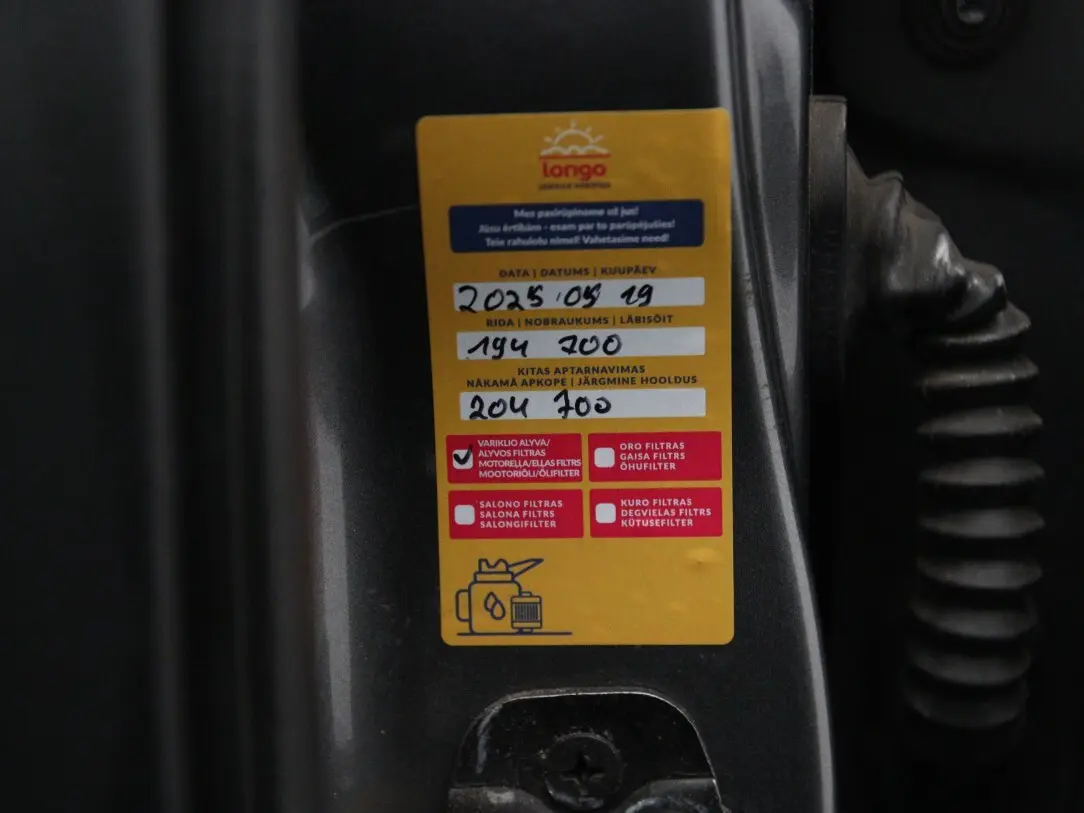 longo
Mes pasirūpinome už jus!
Jūsu ērtībām - esam par to parūpējušies!
Teie rahulolu nimel! Vahetasime need!
DATA | DATUMS | KUUPÄEV
2025 05 19
RIDA | NOBRAUKUMS | LÄBISÕIT
194 700
KITAS APTARNAVIMAS
NĀKAMĀ APKOPE | JÄRGMINE HOOLDUS
204 700
VARIKLIO ALYVA/
ALYVOS FILTRAS
MOTOREĻĻA/EĻĻAS FILTRS
MOOTORIÕLI/ÕLIFILTER
ORO FILTRAS
GAISA FILTRS
ÕHUFILTER
SALONO FILTRAS
SALONA FILTRS
SALONGIFILTER
KURO FILTRAS
DEGVIELAS FILTRS
KÜTUSEFILTER